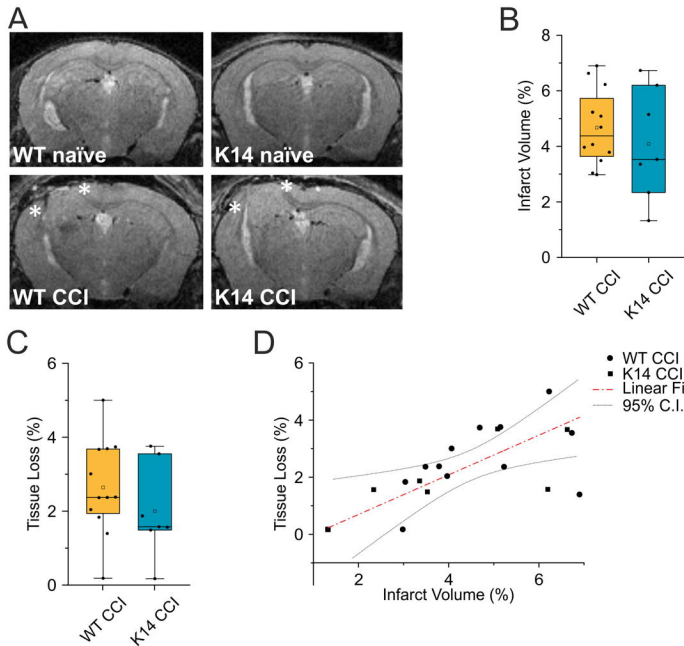 A
WT naïve
K14 naïve
*
*
*
*
WT CCI
K14 CCI
B
Infarct Volume (%)
8
6
4
2
0
WT CCI
K14 CCI
C
Tissue Loss (%)
6
4
2
0
WT CCI
K14 CCI
D
Tissue Loss (%)
6
4
2
0
2
4
6
Infarct Volume (%)
WT CCI
K14 CCI
Linear Fi
95% C.I.